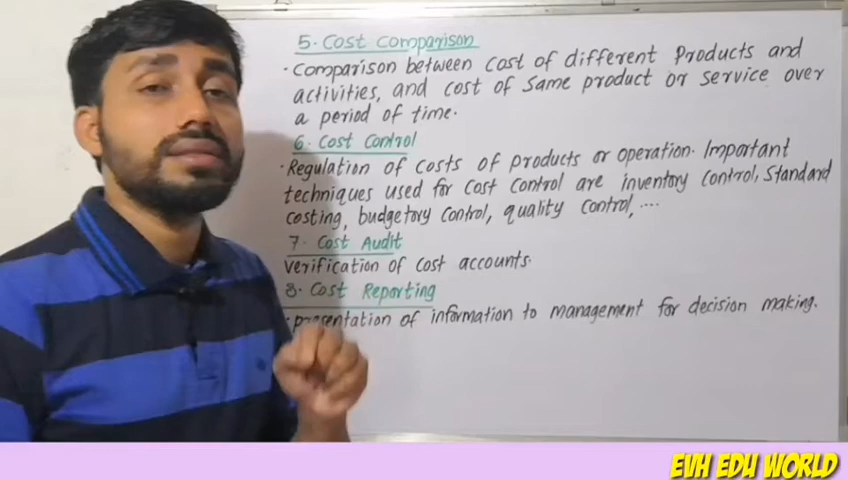 5. Cost Comparison
· Comparison between cost of different Products and
activities, and cost of same product or service over
a period of time.
6. Cost Control
· Regulation of costs of products or operation. Important
techniques used for cost control are inventory control, Standard
costing, budgetory control, quality control, ....
7. Cost Audit
Verification of cost accounts.
8. Cost Reporting
· presentation of information to management for decision making.
EVH EDU WORLD